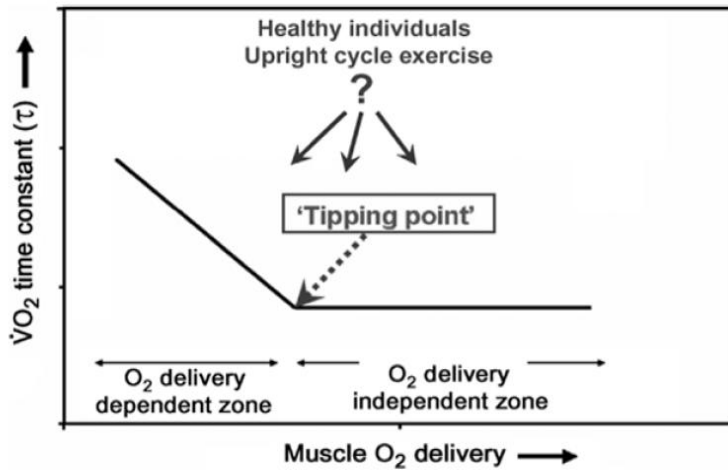 Healthy individuals
Upright cycle exercise
?
'Tipping point'
V̇O₂ time constant (τ)
O₂ delivery
dependent zone
O₂ delivery
independent zone
Muscle O₂ delivery